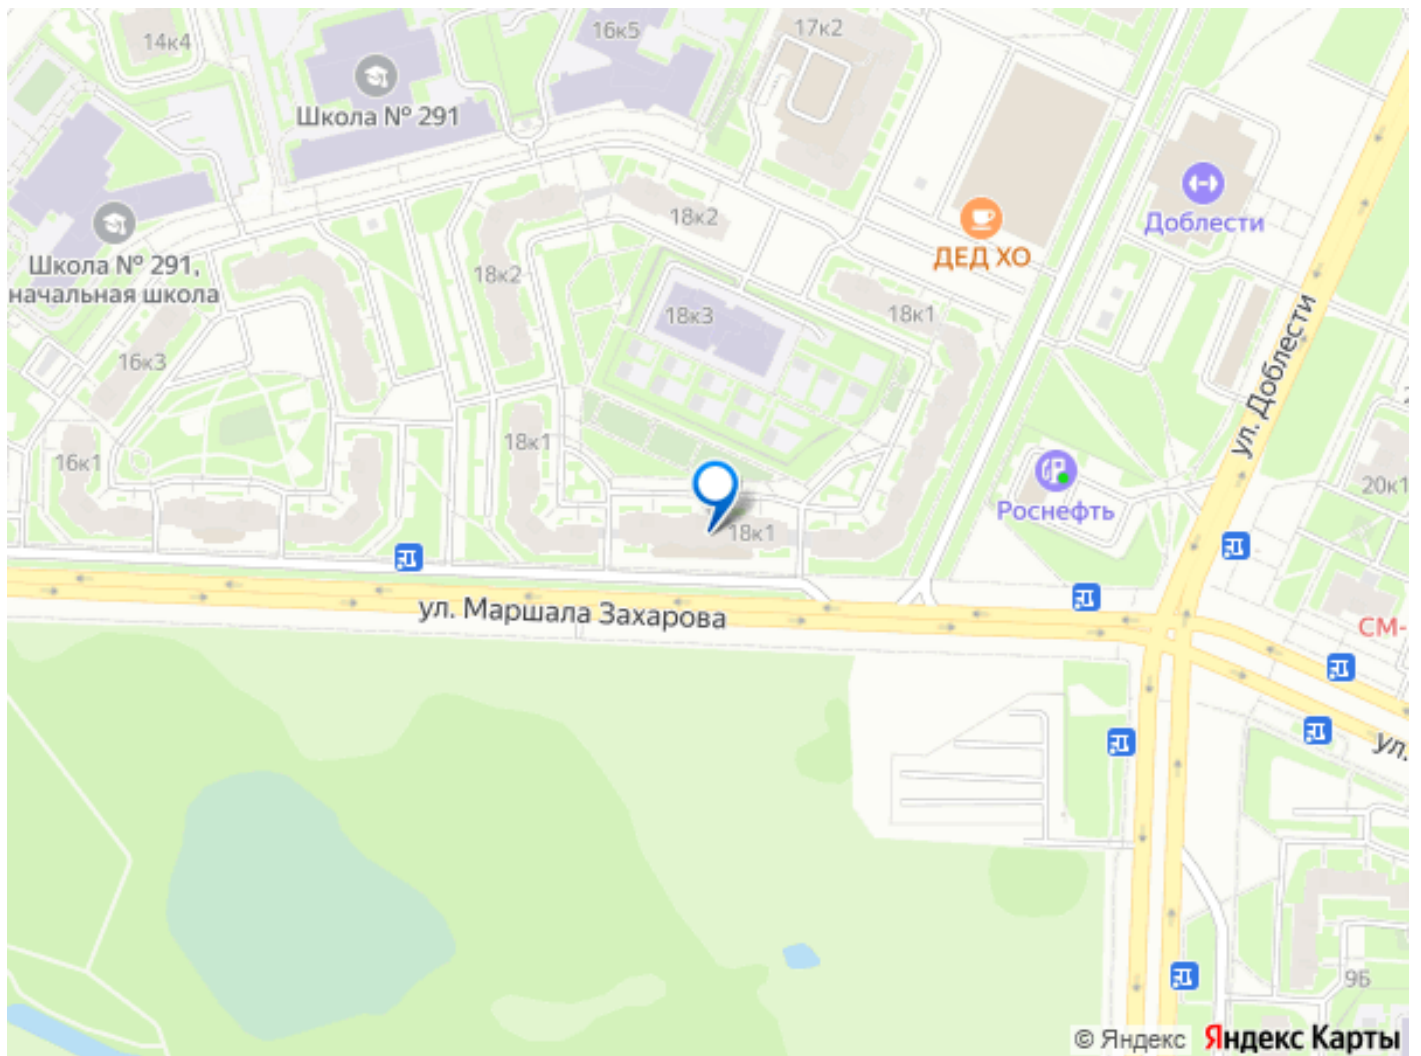 14к4
16к5
17к2
Школа № 291
Доблести
18к2
ДЕД ХО
Школа № 291,
начальная школа
18к2
18к3
18к1
16к3
ул. Доблести
18к1
16к1
20к1
Роснефть
18к1
ул. Маршала Захарова
СМ-
ул.
9Б
© Яндекс
Яндекс Карты